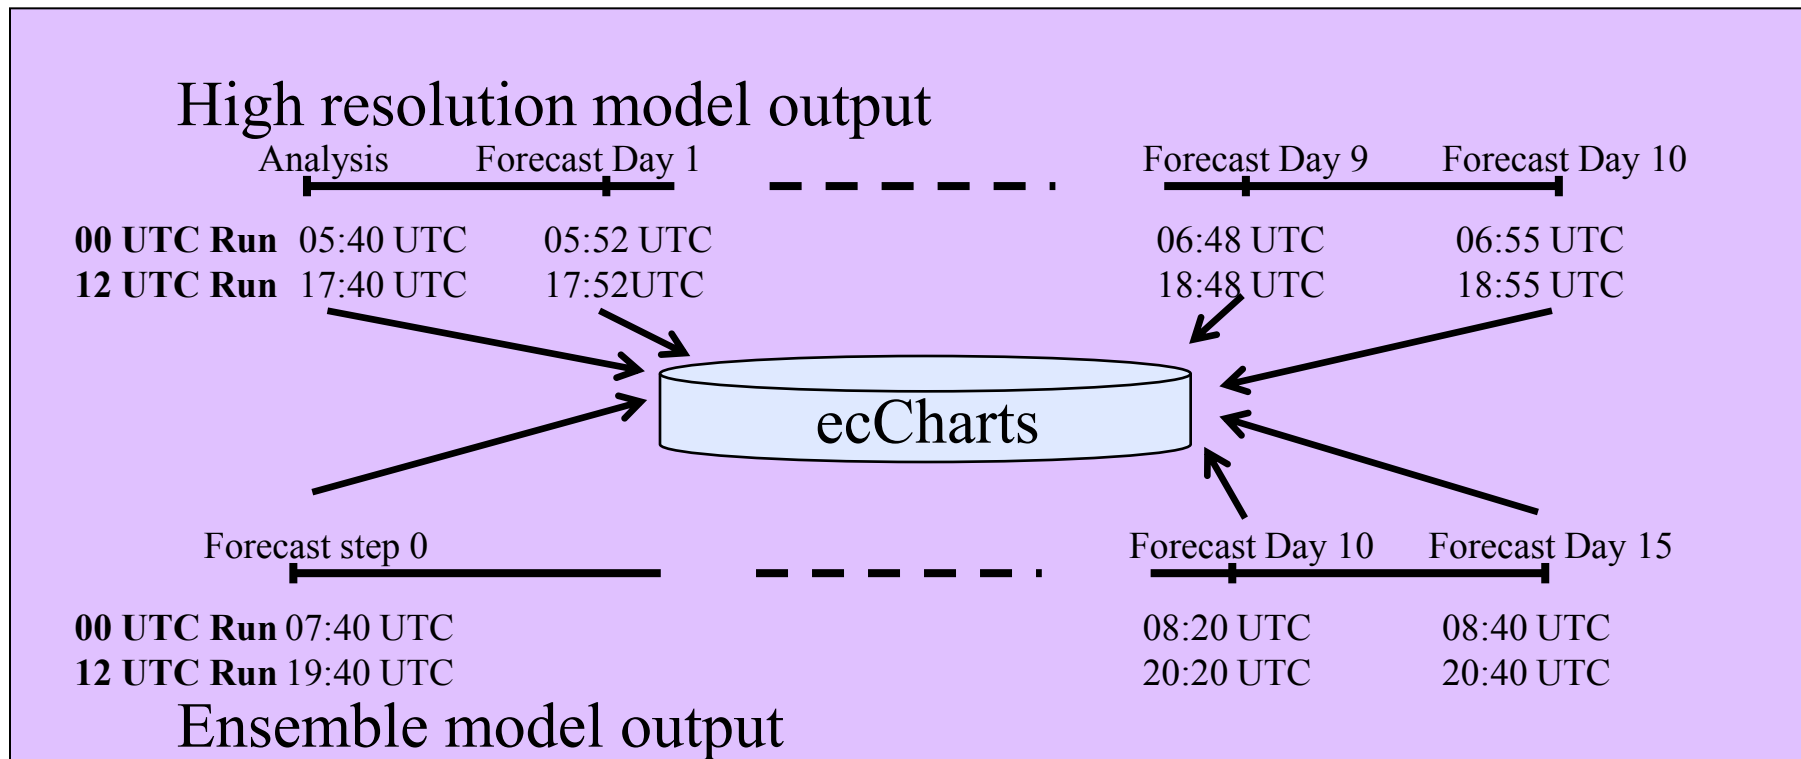 High resolution model output
Analysis Forecast Day 1 Forecast Day 9 Forecast Day 10
00 UTC Run 05:40 UTC 05:52 UTC 06:48 UTC 06:55 UTC
12 UTC Run 17:40 UTC 17:52UTC 18:48 UTC 18:55 UTC
ecCharts
Forecast step 0 Forecast Day 10 Forecast Day 15
00 UTC Run 07:40 UTC 08:20 UTC 08:40 UTC
12 UTC Run 19:40 UTC 20:20 UTC 20:40 UTC
Ensemble model output